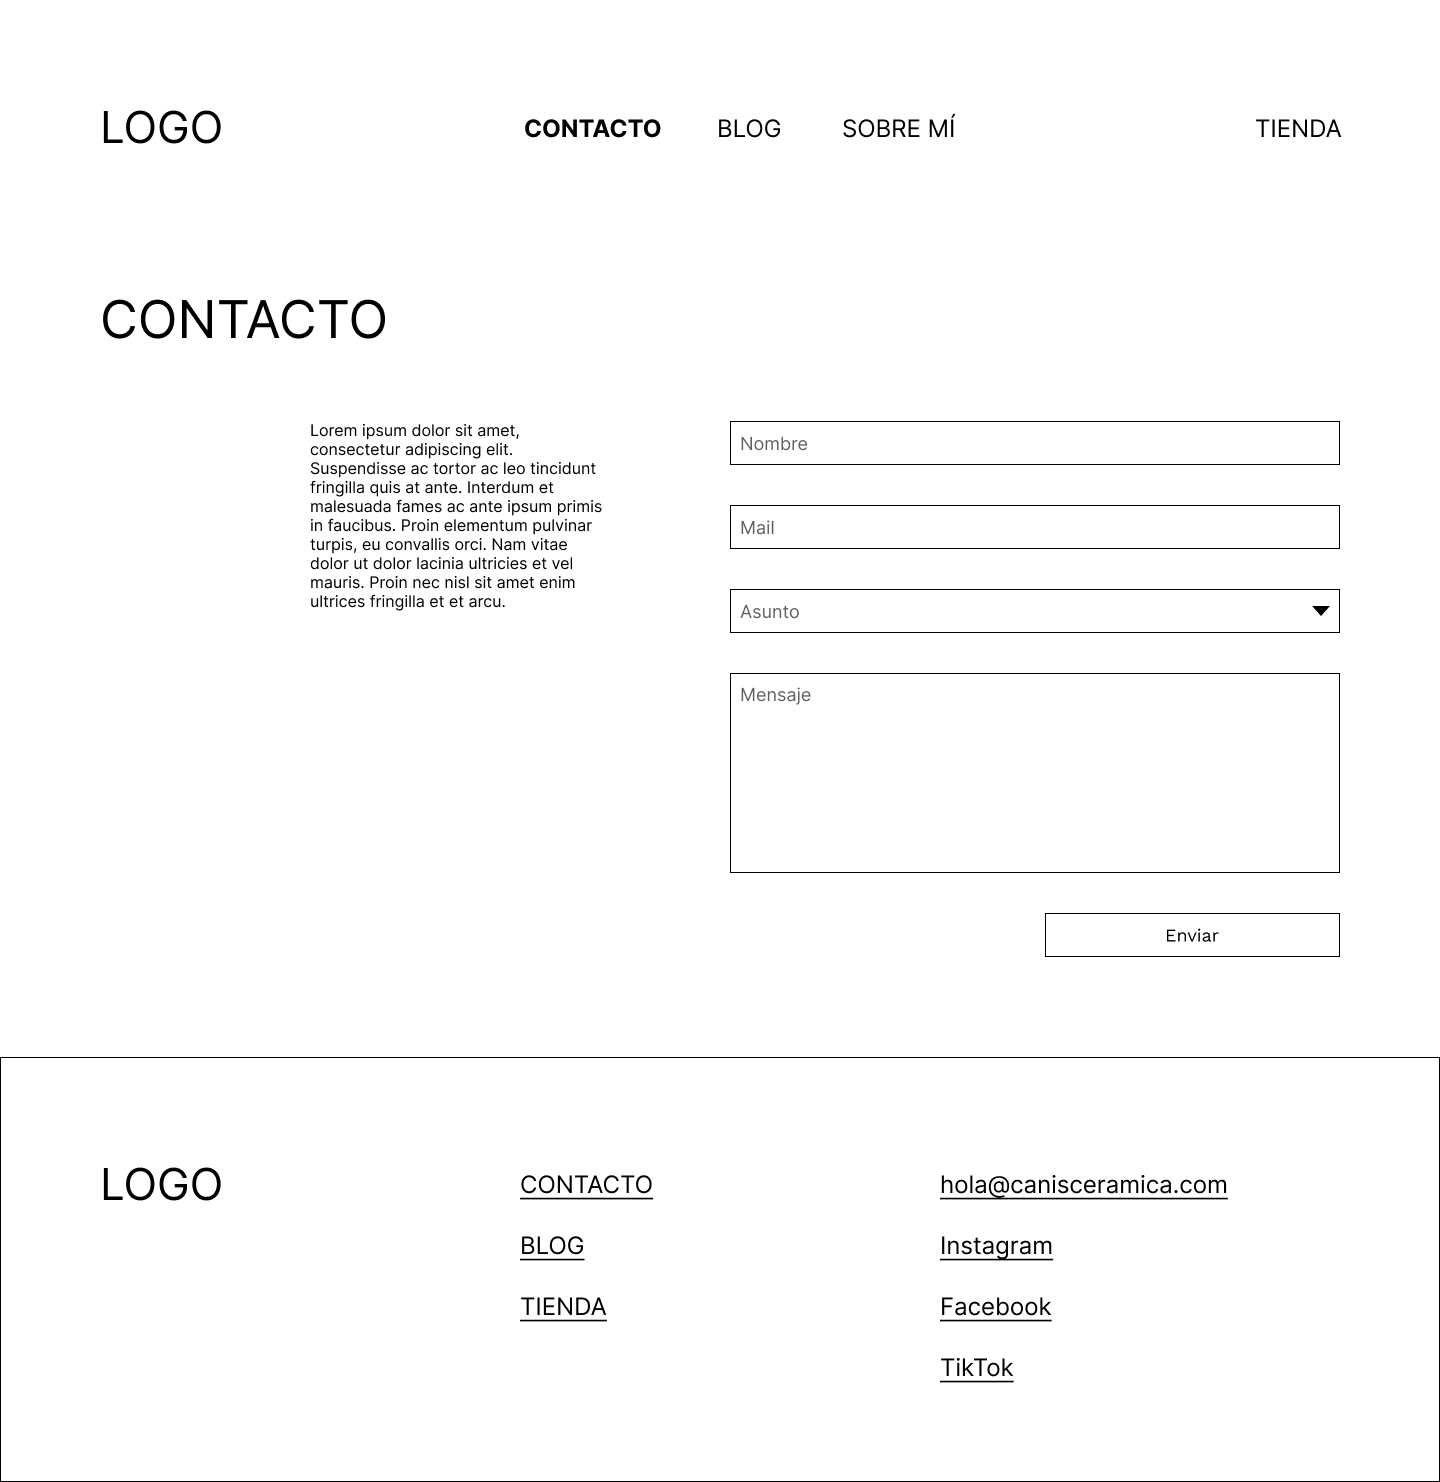 LOGO
CONTACTO
BLOG
SOBRE MÍ
TIENDA
CONTACTO
Lorem ipsum dolor sit amet,
consectetur adipiscing elit.
Suspendisse ac tortor ac leo tincidunt
fringilla quis at ante. Interdum et
malesuada fames ac ante ipsum primis
in faucibus. Proin elementum pulvinar
turpis, eu convallis orci. Nam vitae
dolor ut dolor lacinia ultricies et vel
mauris. Proin nec nisl sit amet enim
ultrices fringilla et et arcu.
Nombre
Mail
Asunto
Mensaje
Enviar
LOGO
CONTACTO
BLOG
TIENDA
hola@canisceramica.com
Instagram
Facebook
TikTok